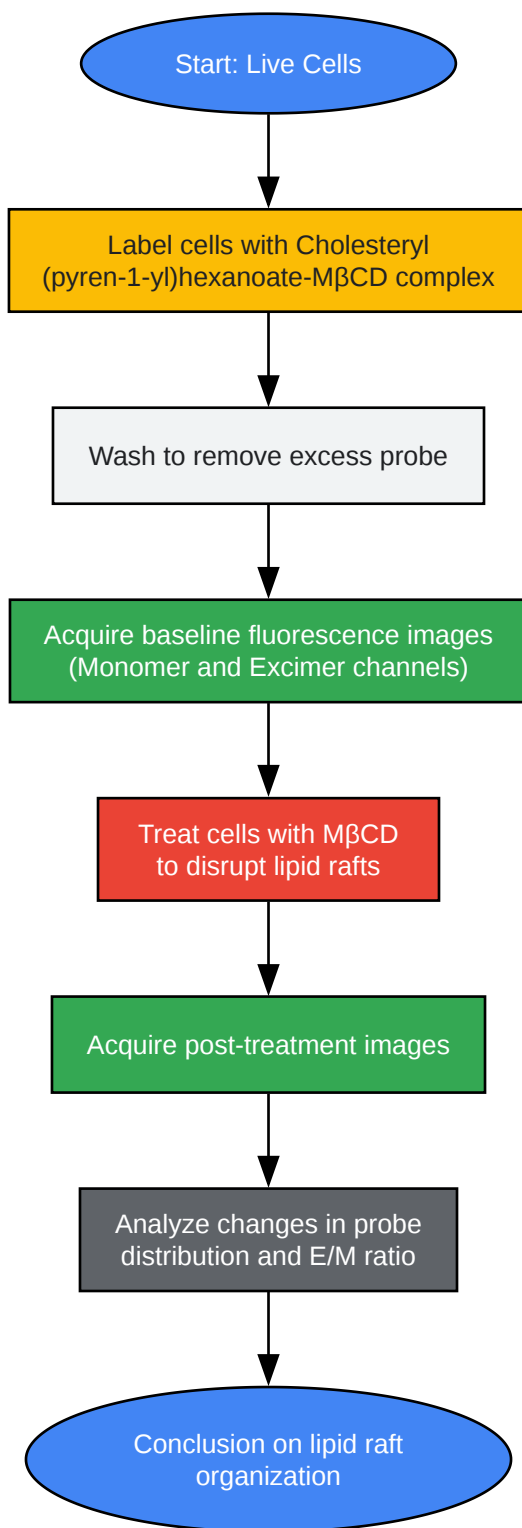 Start: Live Cells
Label cells with Cholesteryl
(pyren-1-yl)hexanoate-MβCD complex
Wash to remove excess probe
Acquire baseline fluorescence images
(Monomer and Excimer channels)
Treat cells with MβCD
to disrupt lipid rafts
Acquire post-treatment images
Analyze changes in probe
distribution and E/M ratio
Conclusion on lipid raft
organization